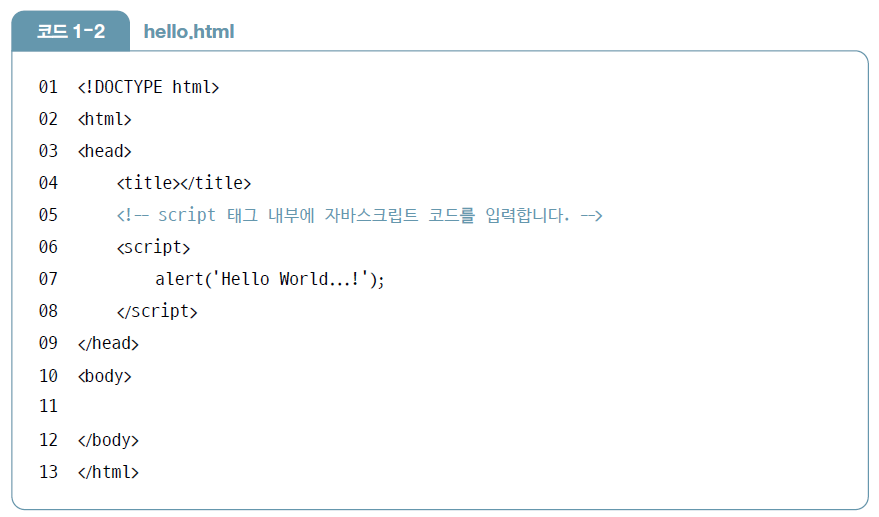 코드 1-2 hello.html
01 <!DOCTYPE html>
02 <html>
03 <head>
04     <title></title>
05     <!-- script 태그 내부에 자바스크립트 코드를 입력합니다. -->
06     <script>
07         alert('Hello World...!');
08     </script>
09 </head>
10 <body>
11
12 </body>
13 </html>